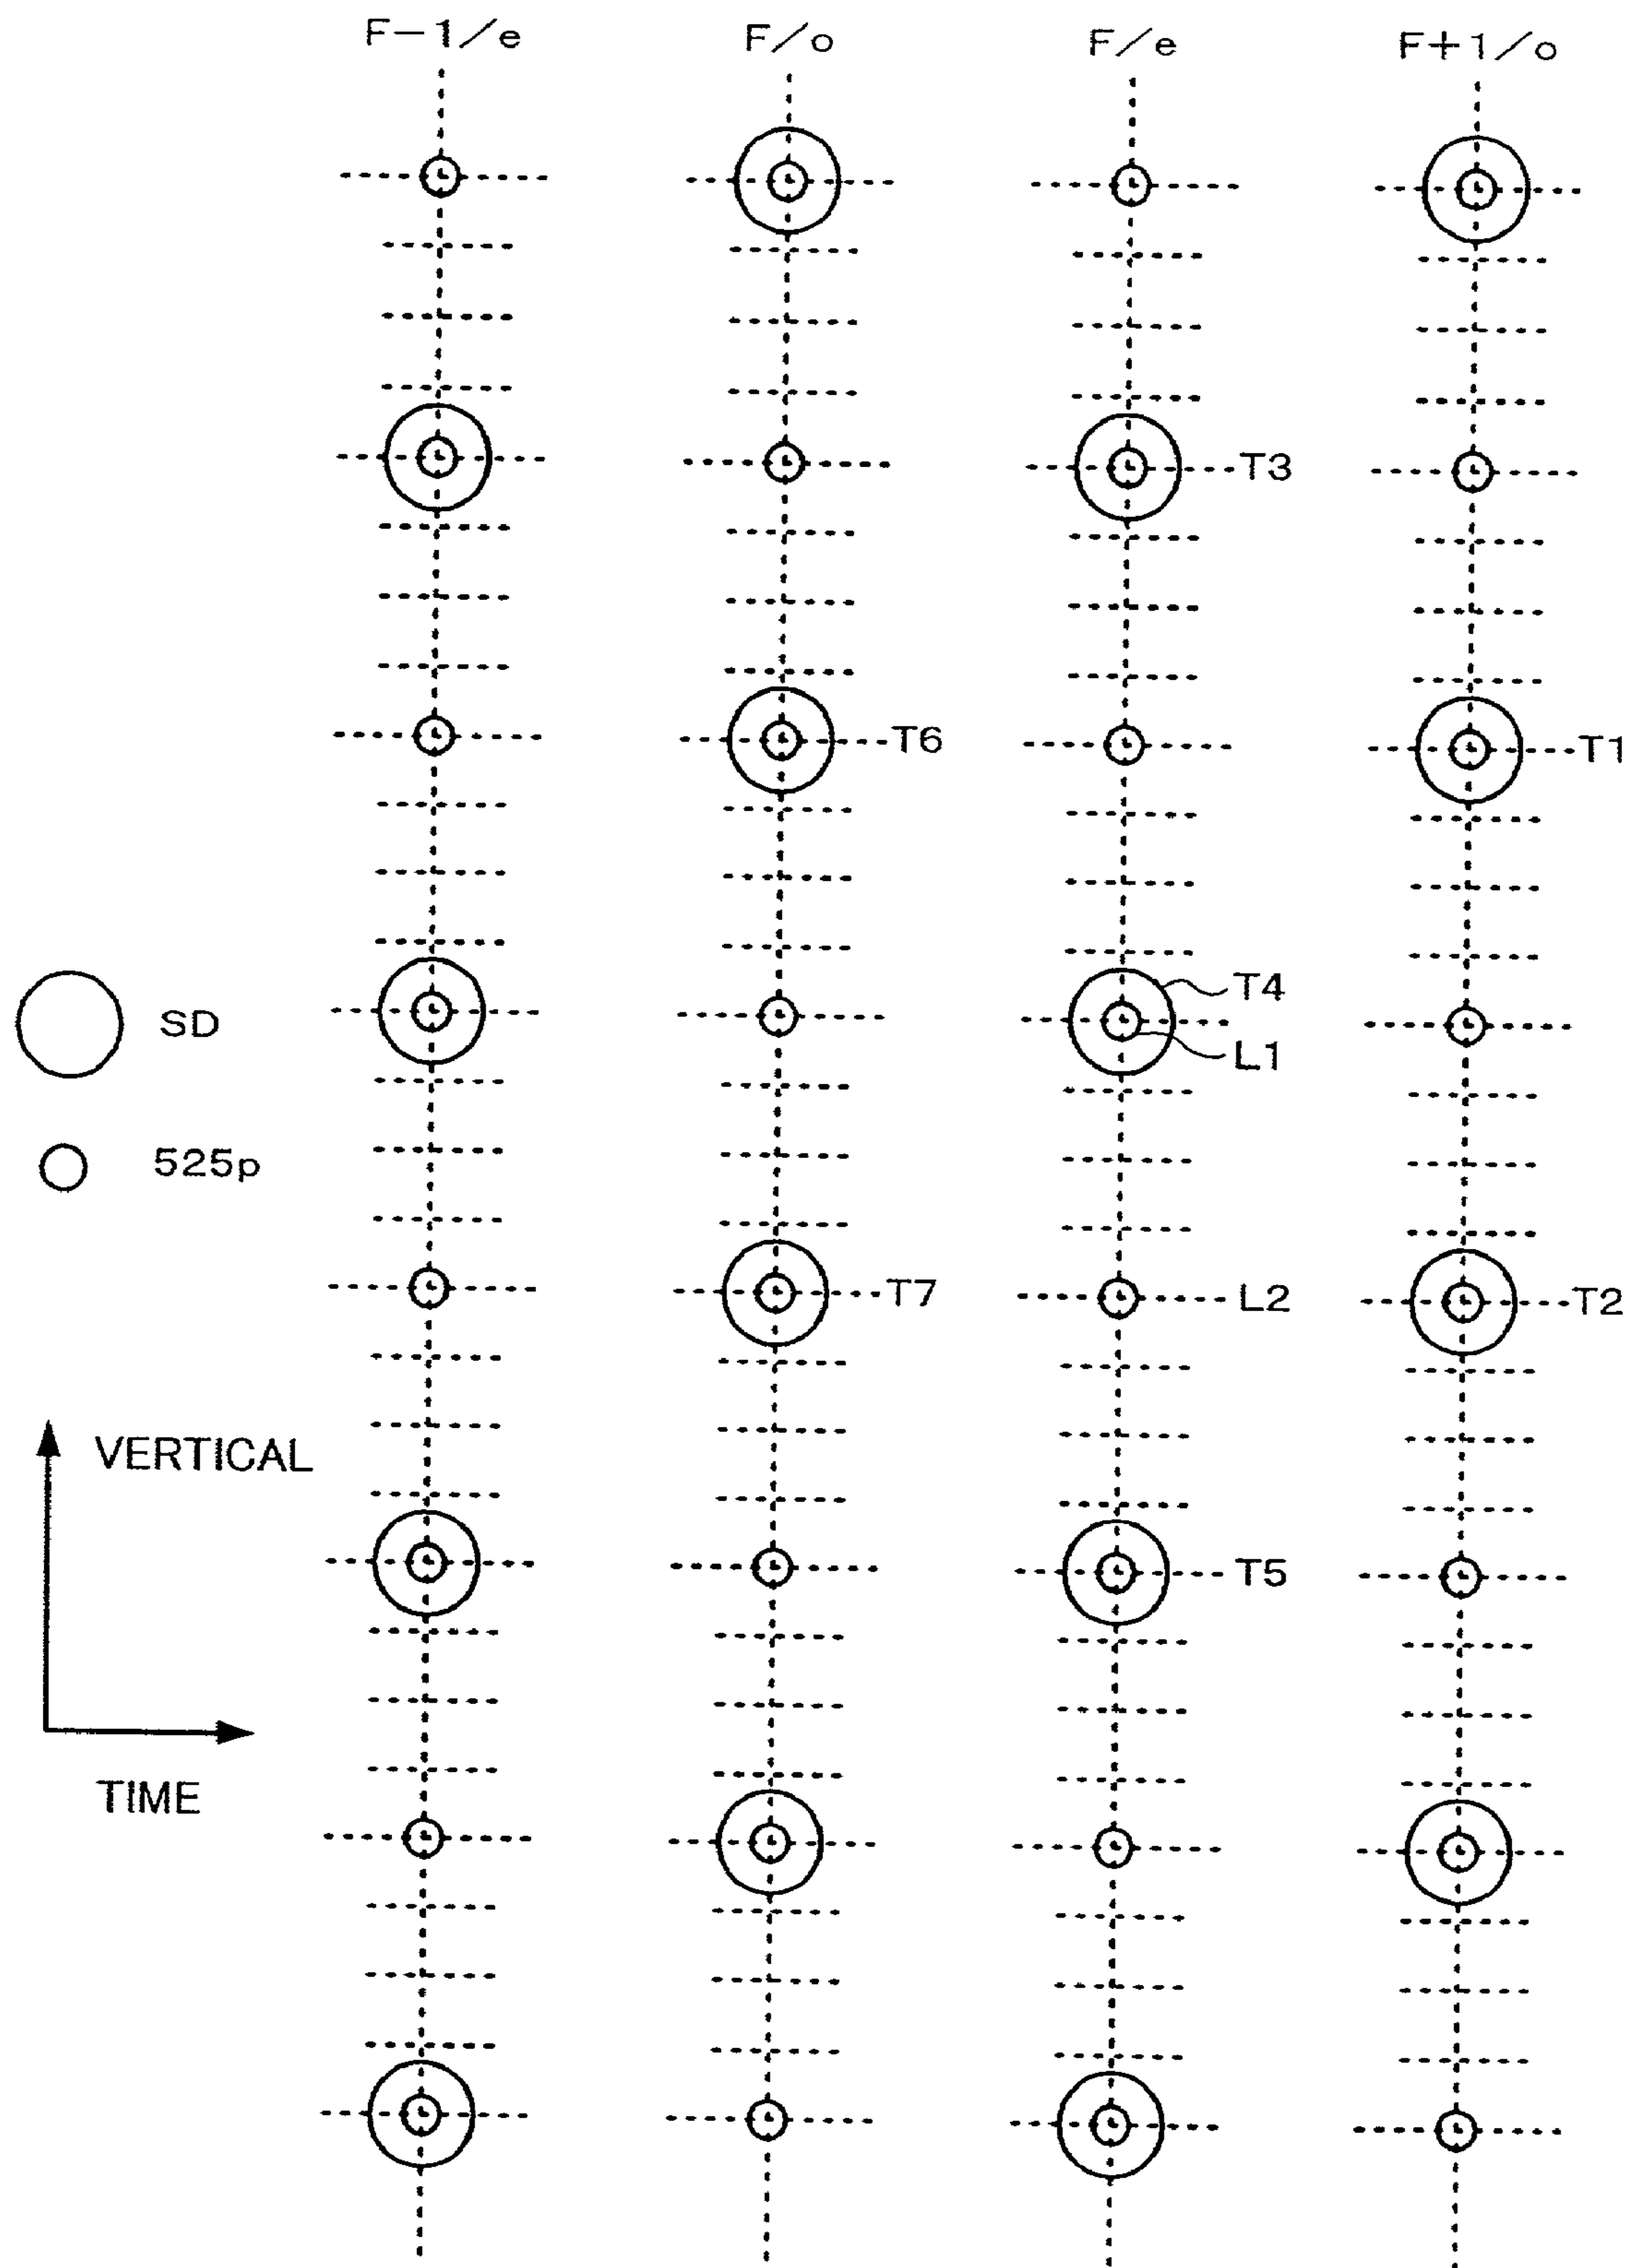 F-1/e F/o F/e F+1/o
T3
T6 T1
T4
SD
L1
525p
T7 L2 T2
VERTICAL
T5
TIME